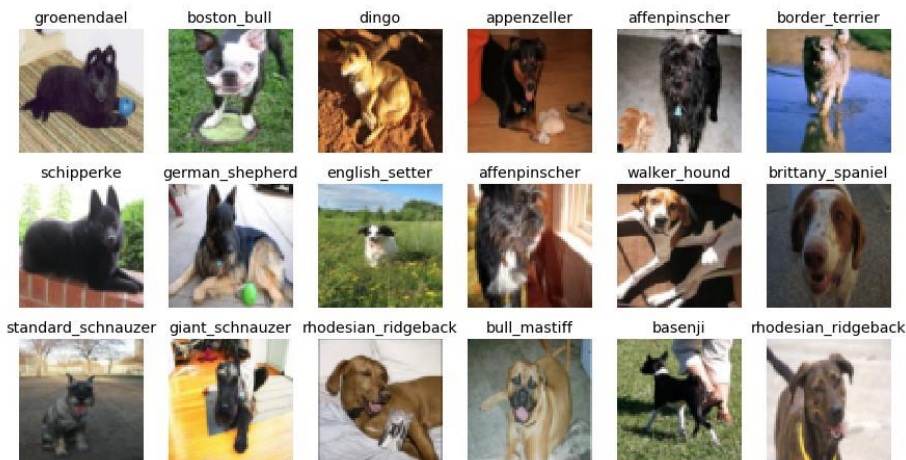 groenendael boston_bull dingo appenzeller affenpinscher border_terrier
schipperke german_shepherd english_setter affenpinscher walker_hound brittany_spaniel
standard_schnauzer giant_schnauzer rhodesian_ridgeback bull_mastiff basenji rhodesian_ridgeback